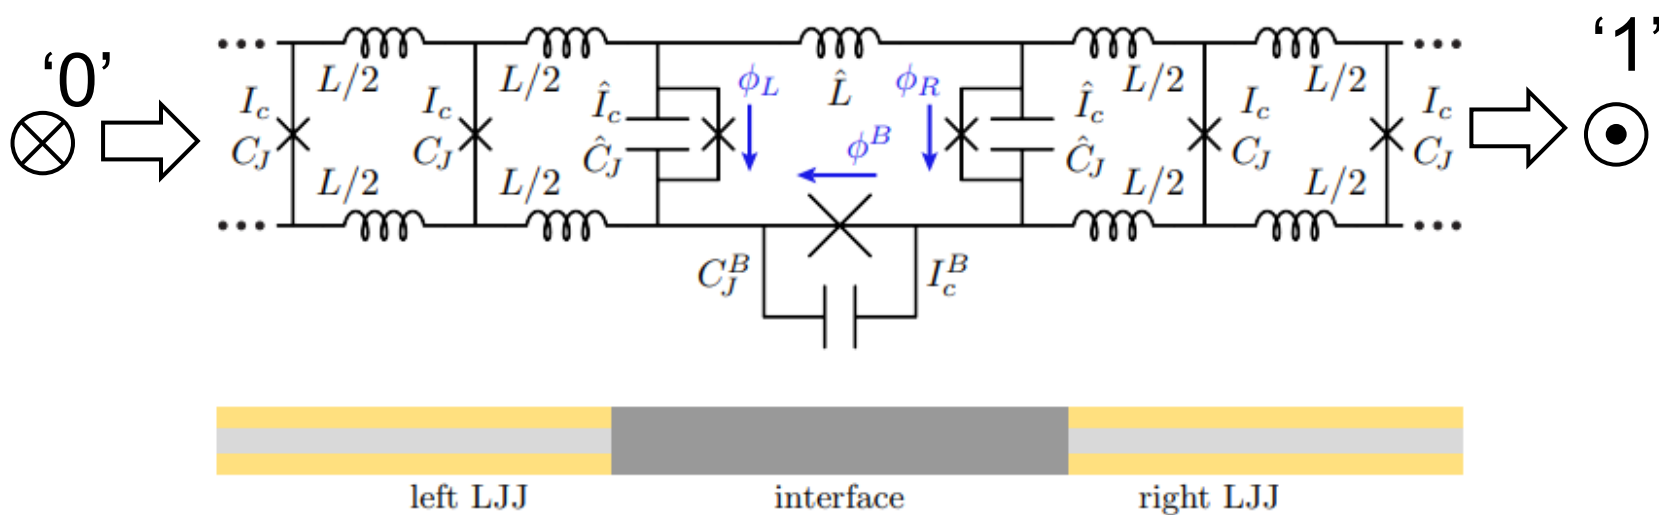 ‘0’
‘1’
L/2 L/2 L̂ L/2 L/2
I_c I_c Î_c ϕ_L ϕ_R Î_c I_c I_c
C_J C_J Ĉ_J ϕ^B Ĉ_J C_J C_J
L/2 L/2 L/2 L/2
C_J^B I_c^B
left LJJ interface right LJJ